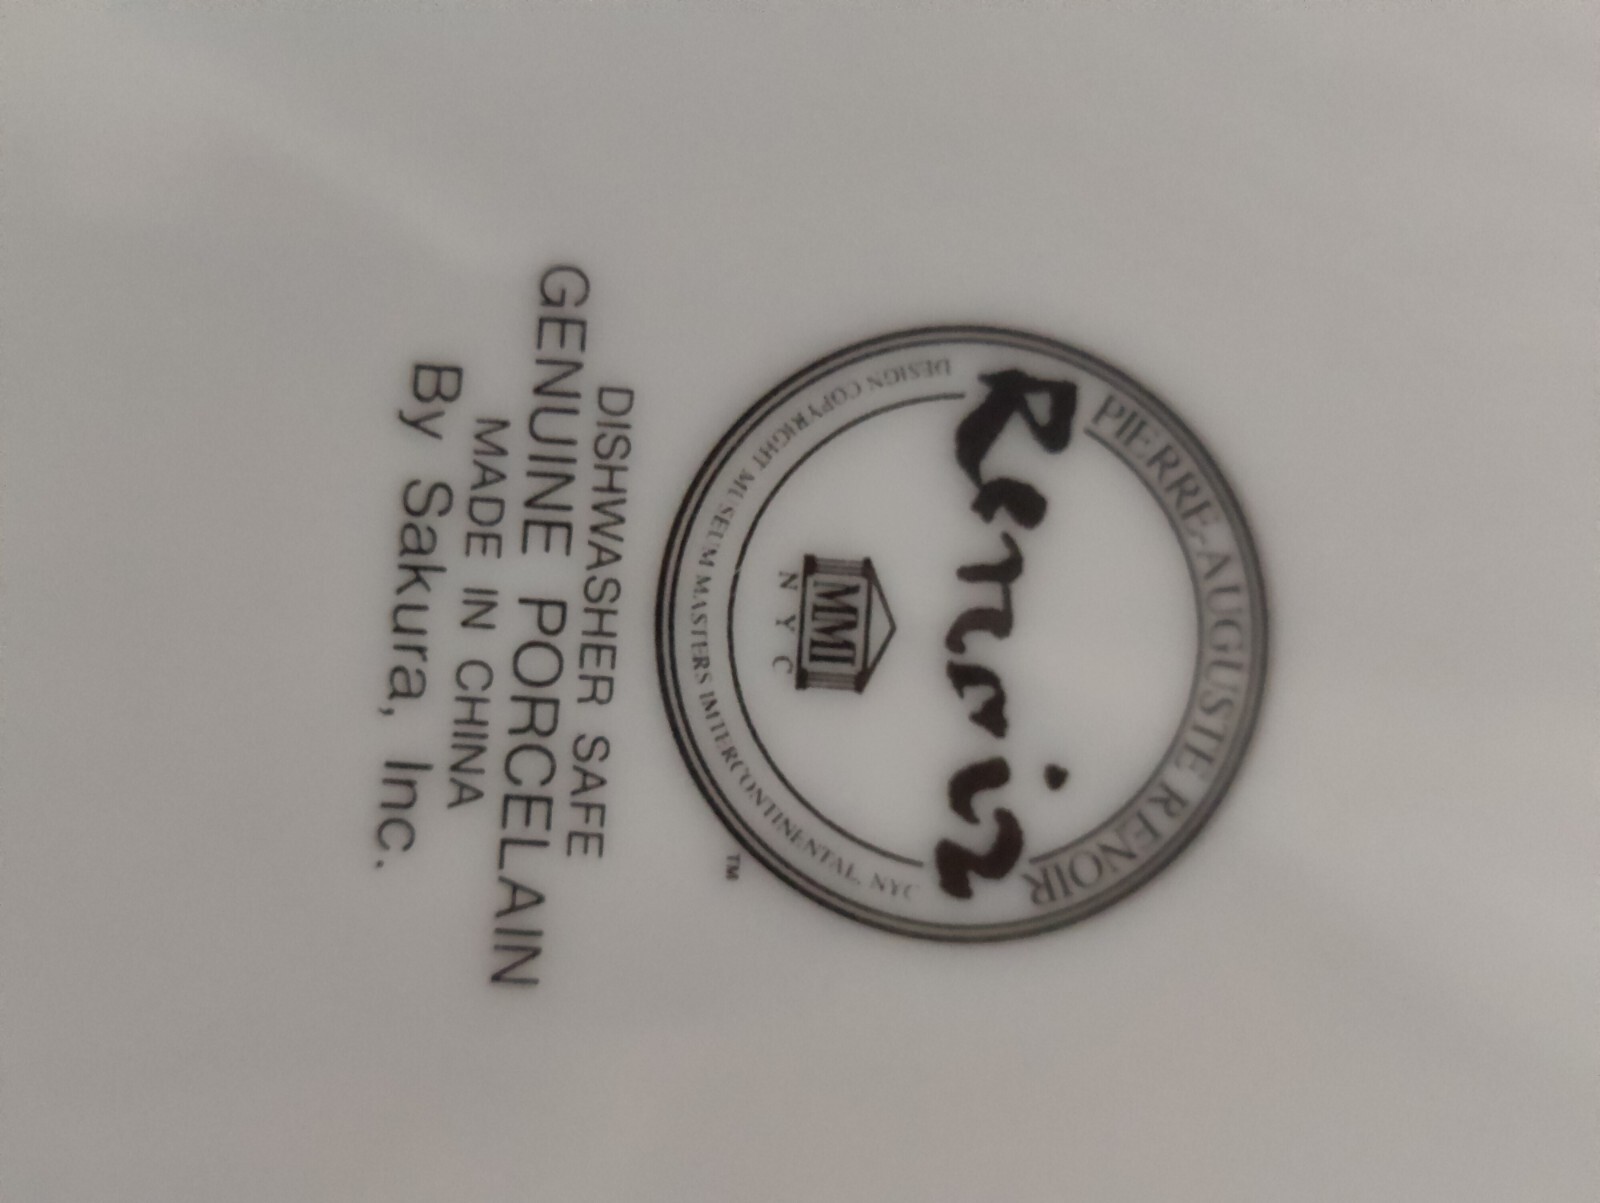 PIERRE-AUGUSTE RENOIR
Renoir
MMI
NYC
DESIGN COPYRIGHT MUSEUM MASTERS INTERCONTINENTAL, NYC
TM
DISHWASHER SAFE
GENUINE PORCELAIN
MADE IN CHINA
By Sakura, Inc.